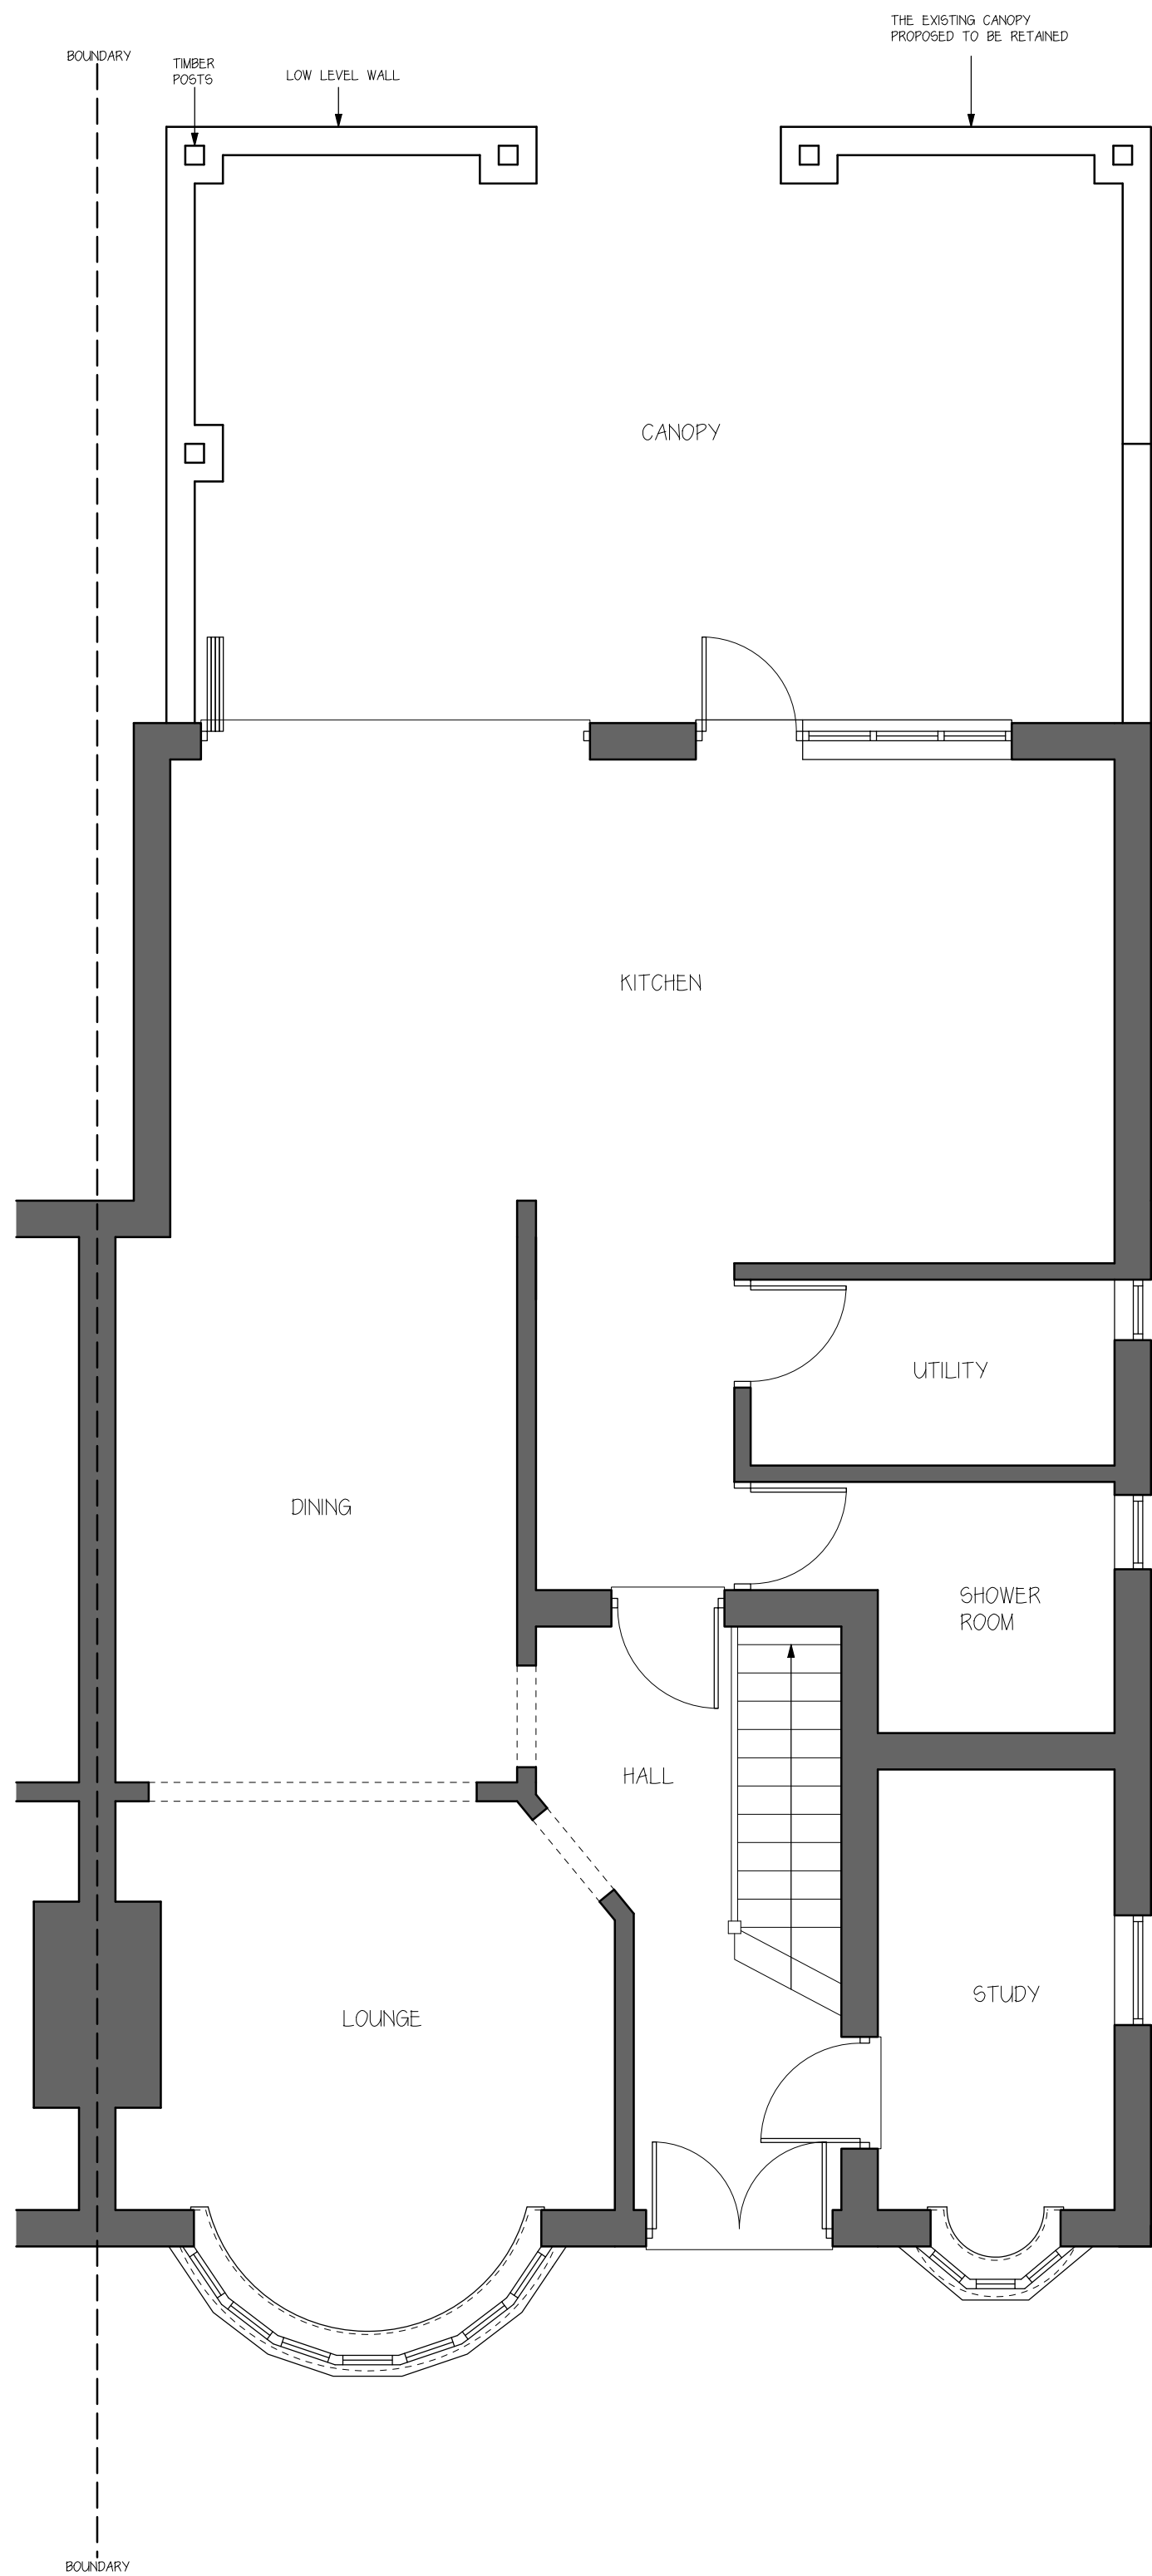 THE EXISTING CANOPY
PROPOSED TO BE RETAINED
BOUNDARY
TIMBER
POSTS
LOW LEVEL WALL
CANOPY
KITCHEN
UTILITY
DINING
SHOWER
ROOM
HALL
STUDY
LOUNGE
BOUNDARY